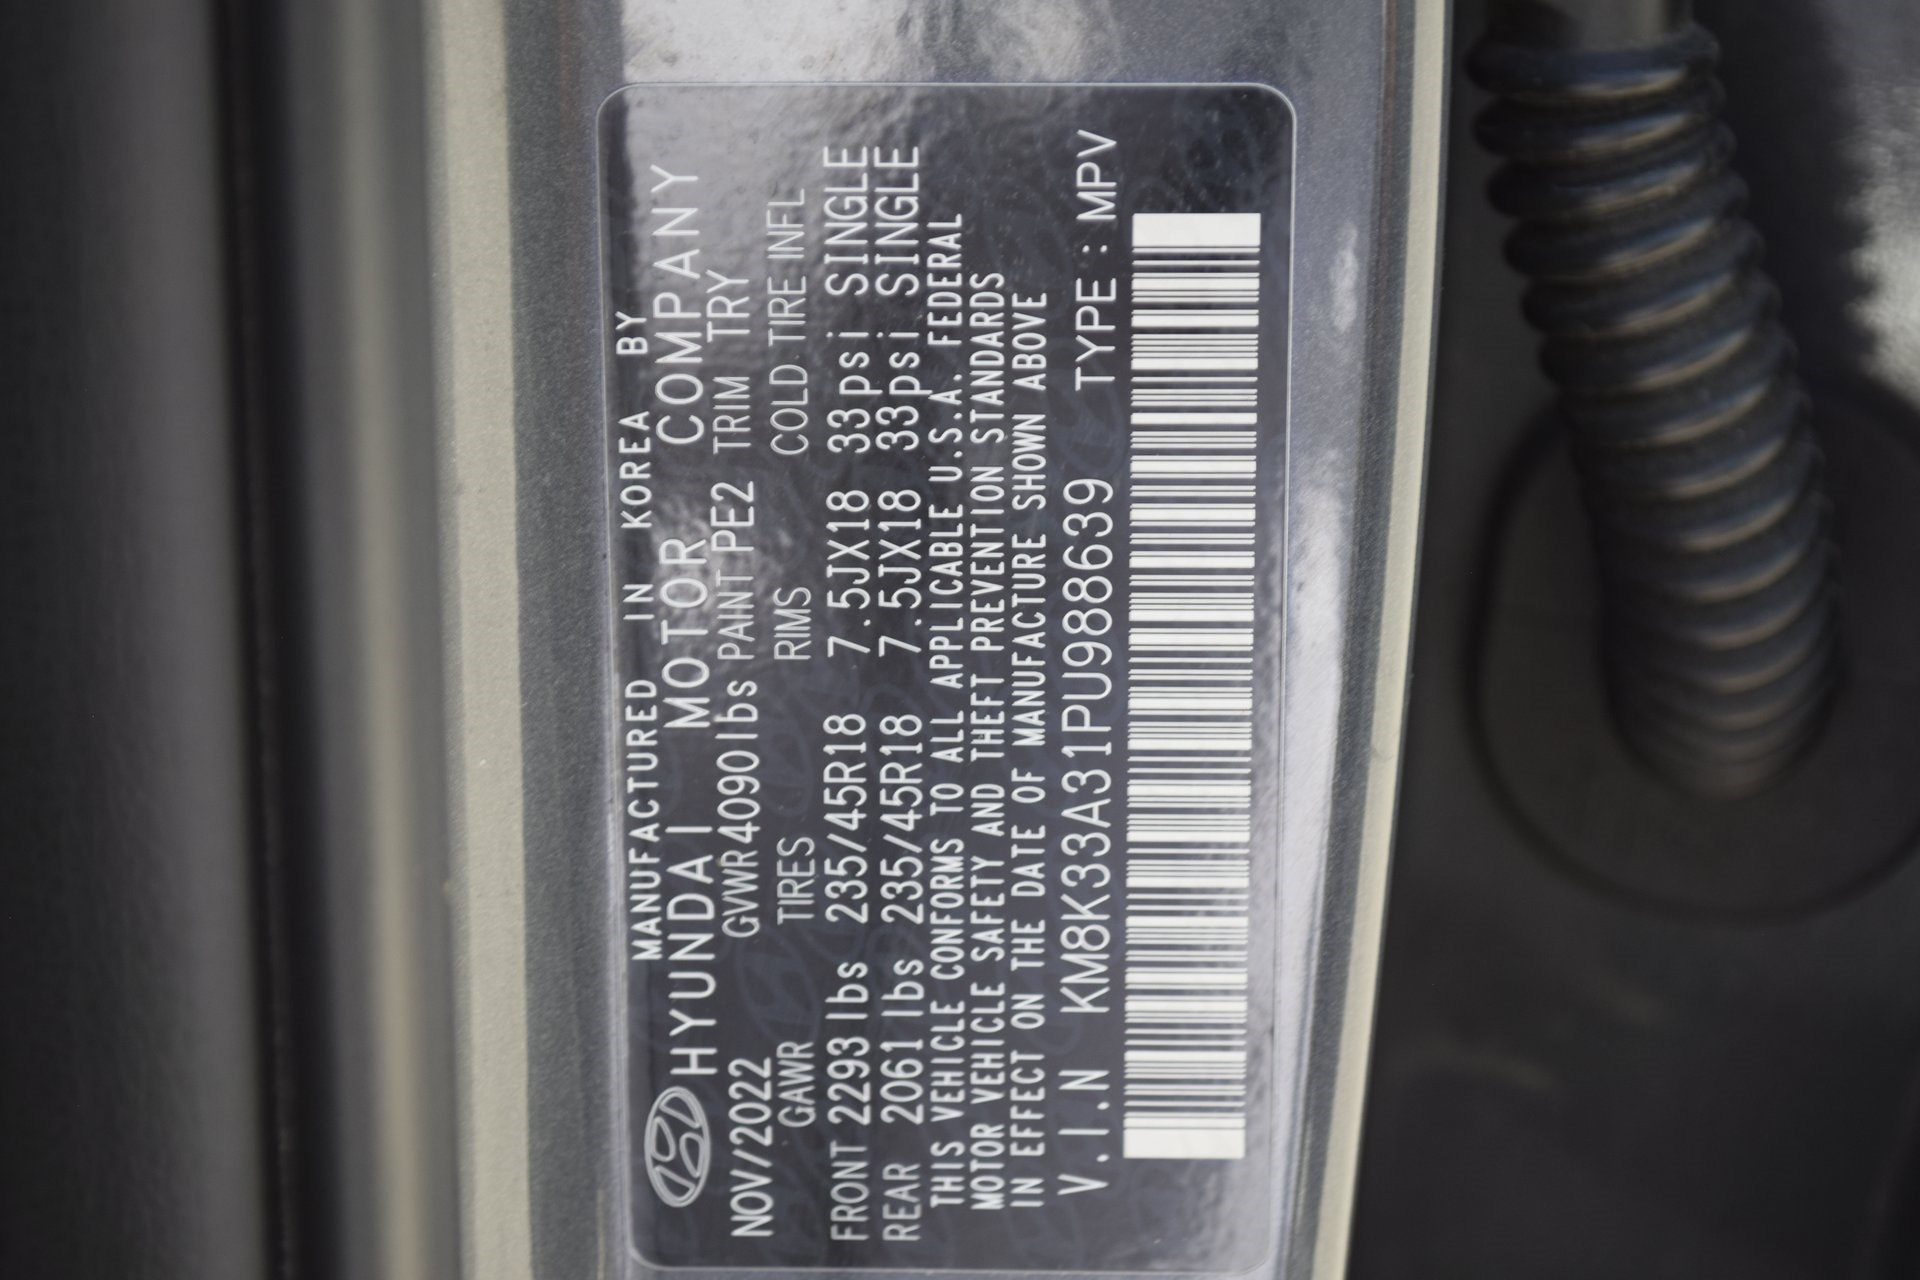 MANUFACTURED IN KOREA BY
HYUNDAI MOTOR COMPANY
NOV/2022 GVWR4090lbs PAINT PE2 TRIM TRY
GAWR TIRES RIMS COLD TIRE INFL
FRONT 2293 lbs 235/45R18 7.5JX18 33psi SINGLE
REAR 2061 lbs 235/45R18 7.5JX18 33psi SINGLE
THIS VEHICLE CONFORMS TO ALL APPLICABLE U.S.A. FEDERAL
MOTOR VEHICLE SAFETY AND THEFT PREVENTION STANDARDS
IN EFFECT ON THE DATE OF MANUFACTURE SHOWN ABOVE
V.I.N KM8K33A31PU988639 TYPE : MPV